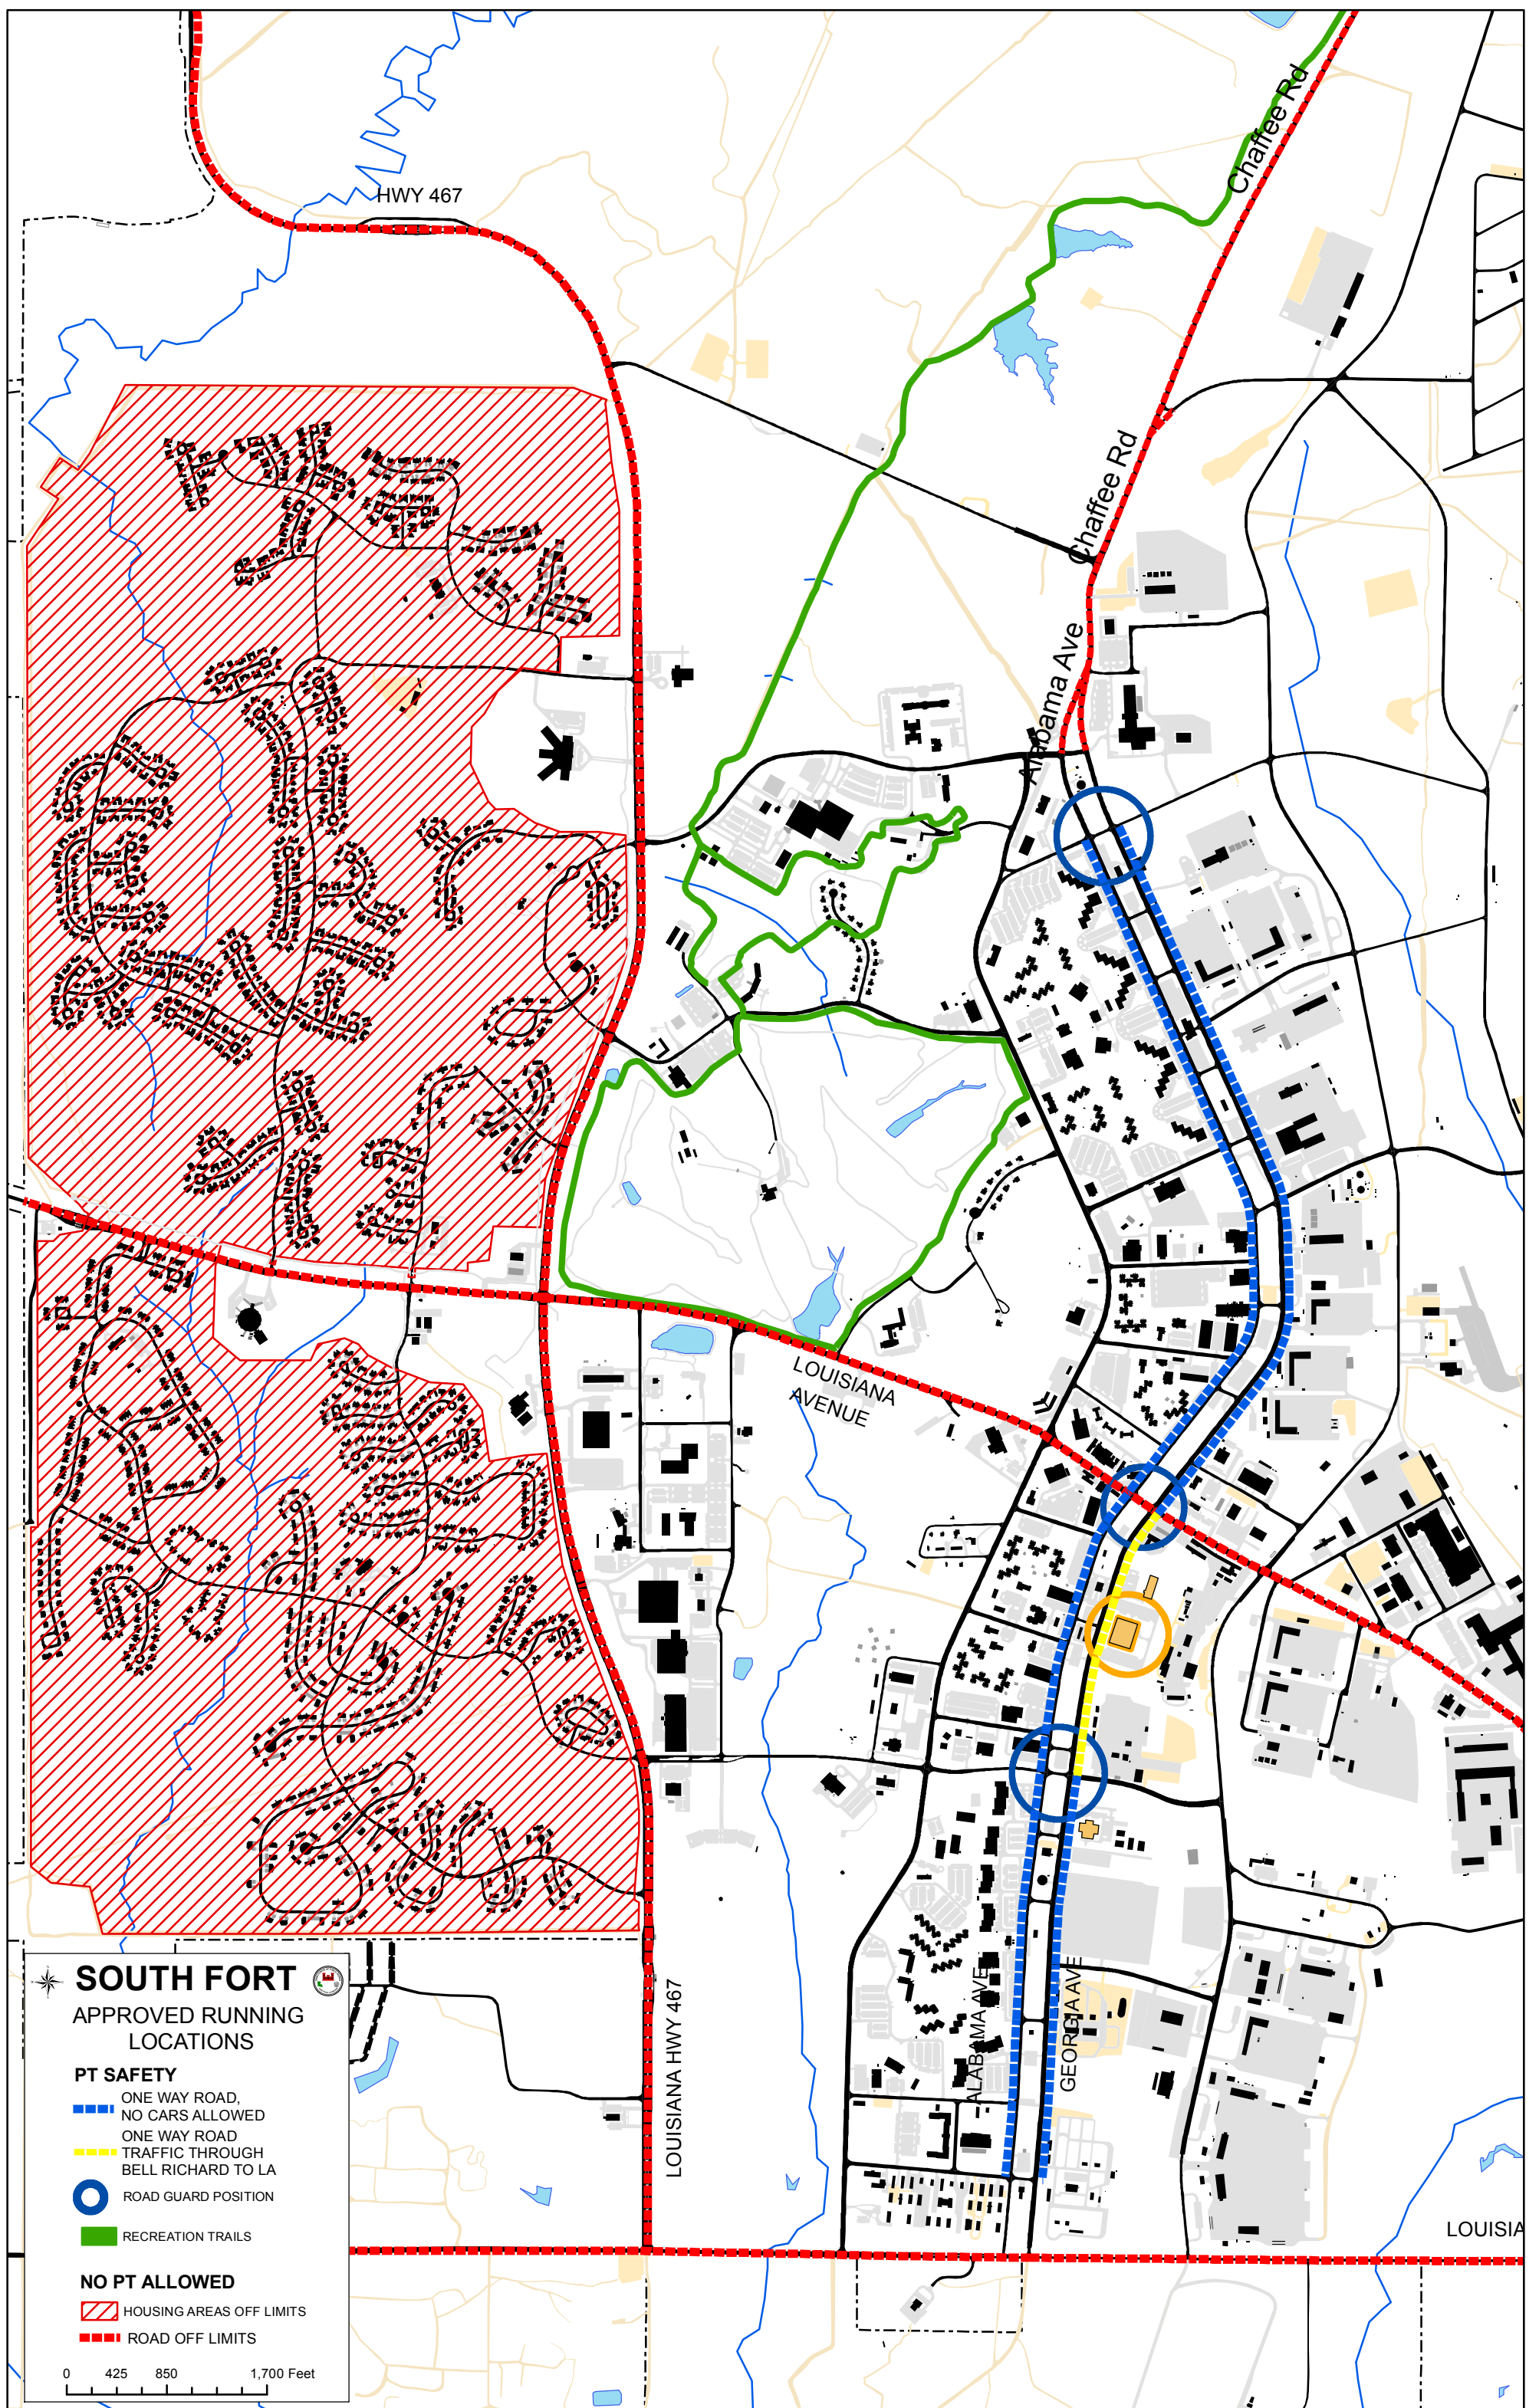 HWY 467
Chaffee Rd
Chaffee Rd
Alabama Ave
LOUISIANA
AVENUE
LOUISIANA HWY 467
ALABAMA AVE
GEORGIA AVE
LOUISIA
SOUTH FORT
APPROVED RUNNING
LOCATIONS
PT SAFETY
ONE WAY ROAD,
NO CARS ALLOWED
ONE WAY ROAD
TRAFFIC THROUGH
BELL RICHARD TO LA
ROAD GUARD POSITION
RECREATION TRAILS
NO PT ALLOWED
HOUSING AREAS OFF LIMITS
ROAD OFF LIMITS
0 425 850 1,700 Feet